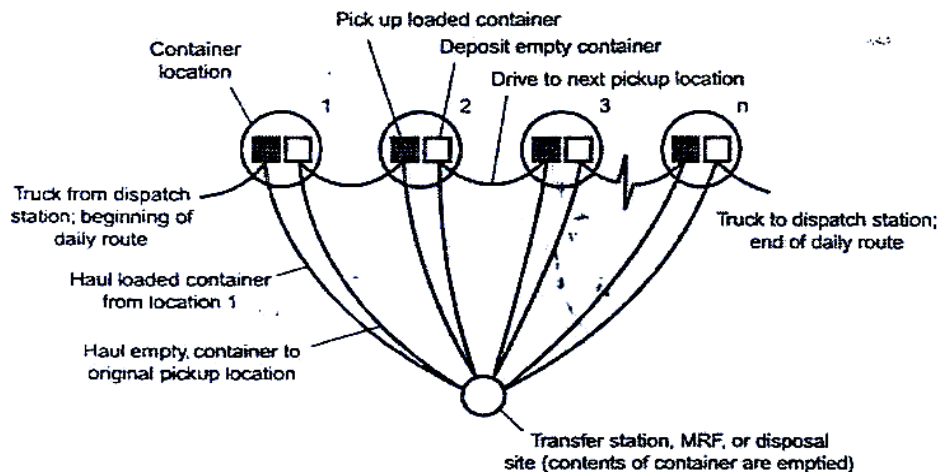 Pick up loaded container
Deposit empty container
Container
location
Drive to next pickup location
1
2
3
n
Truck from dispatch
station; beginning of
daily route
Truck to dispatch station;
end of daily route
Haul loaded container
from location 1
Haul empty, container to
original pickup location
Transfer station, MRF, or disposal
site (contents of container are emptied)